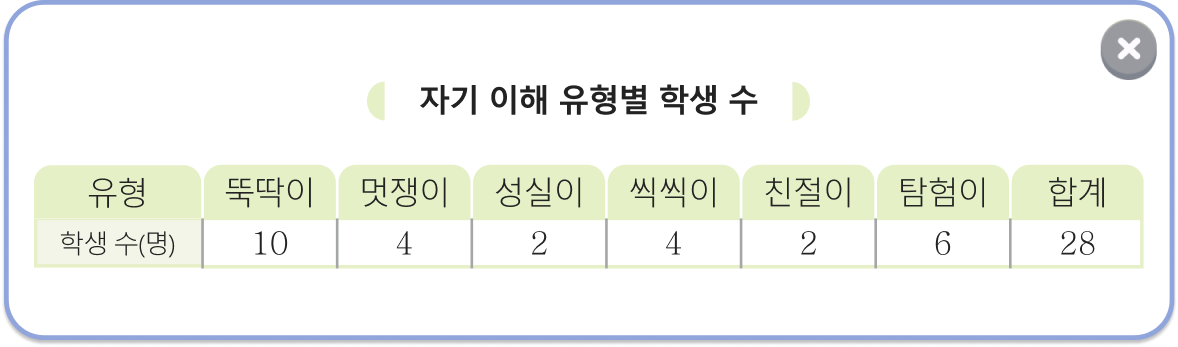 자기 이해 유형별 학생 수
유형 뚝딱이 멋쟁이 성실이 씩씩이 친절이 탐험이 합계
학생 수(명) 10 4 2 4 2 6 28